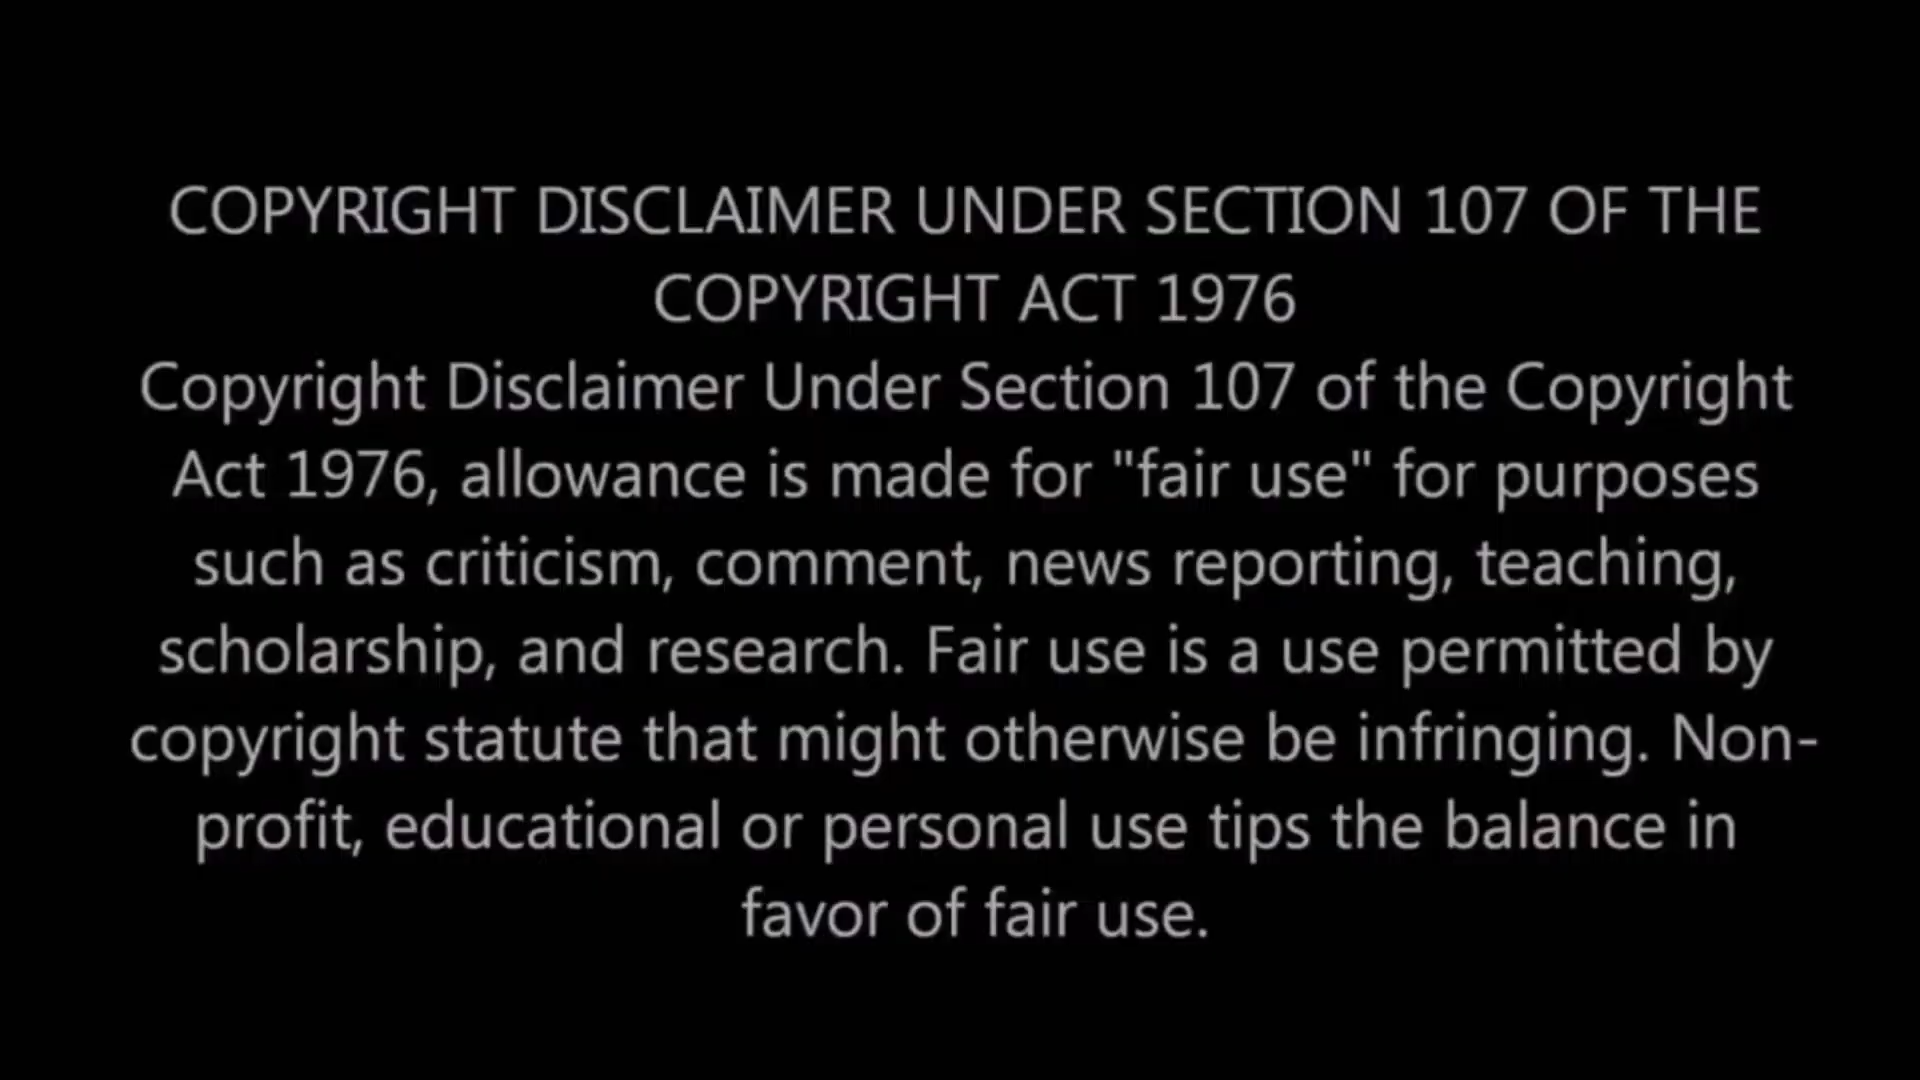 COPYRIGHT DISCLAIMER UNDER SECTION 107 OF THE
COPYRIGHT ACT 1976
Copyright Disclaimer Under Section 107 of the Copyright
Act 1976, allowance is made for "fair use" for purposes
such as criticism, comment, news reporting, teaching,
scholarship, and research. Fair use is a use permitted by
copyright statute that might otherwise be infringing. Non-
profit, educational or personal use tips the balance in
favor of fair use.